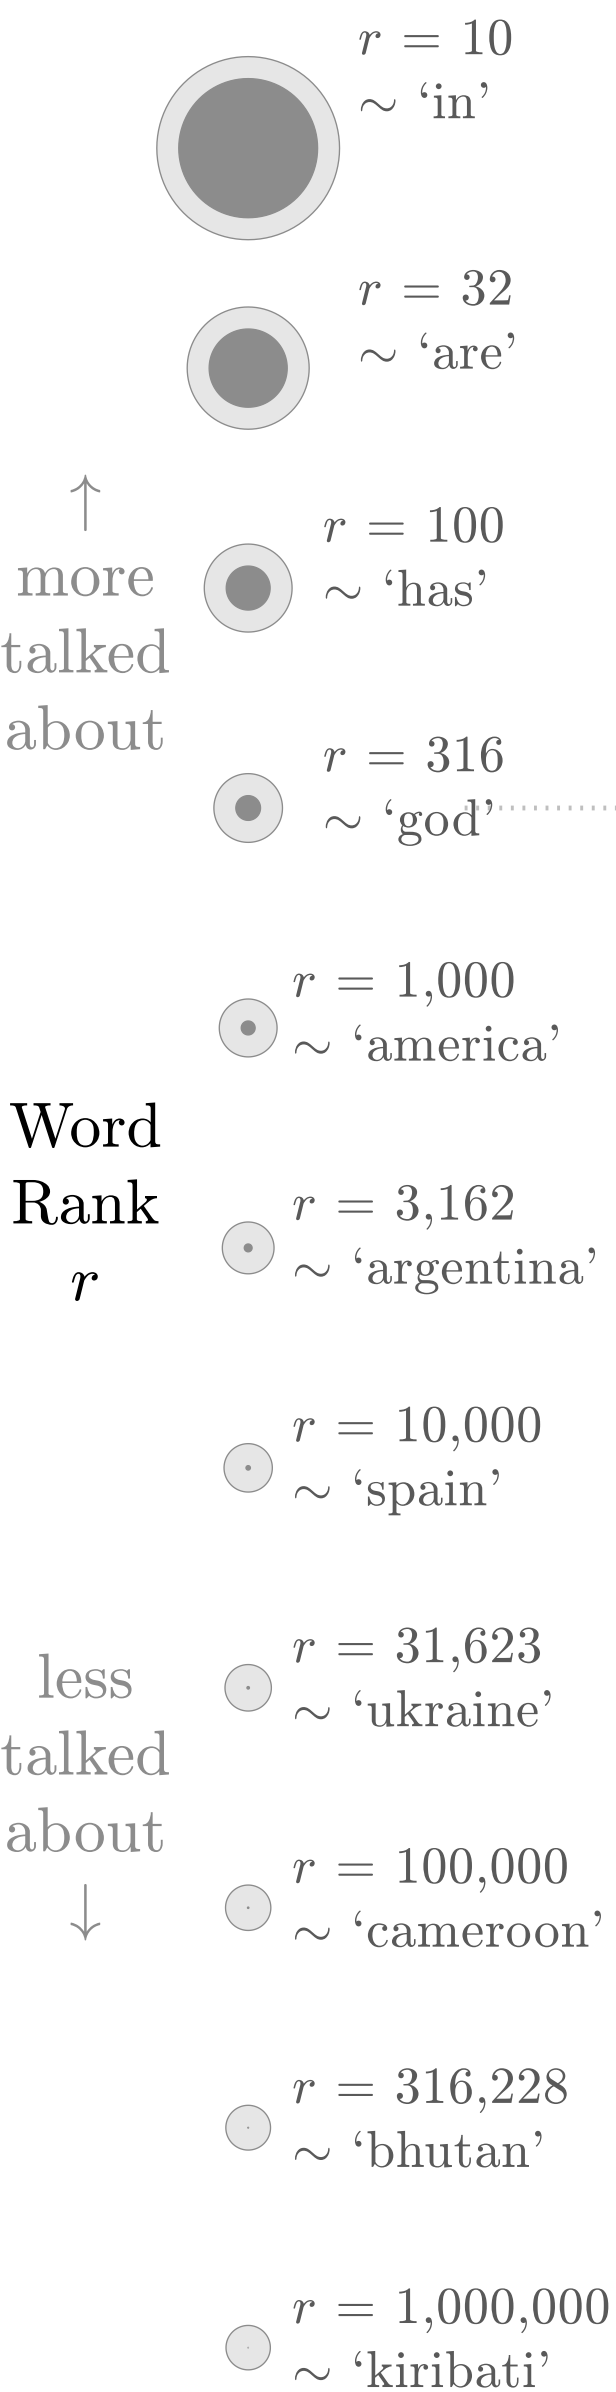 r = 10
∼ ‘in’
r = 32
∼ ‘are’
↑
more
talked
about
r = 100
∼ ‘has’
r = 316
∼ ‘god’
r = 1,000
∼ ‘america’
Word
Rank
r
r = 3,162
∼ ‘argentina’
r = 10,000
∼ ‘spain’
less
talked
about
↓
r = 31,623
∼ ‘ukraine’
r = 100,000
∼ ‘cameroon’
r = 316,228
∼ ‘bhutan’
r = 1,000,000
∼ ‘kiribati’